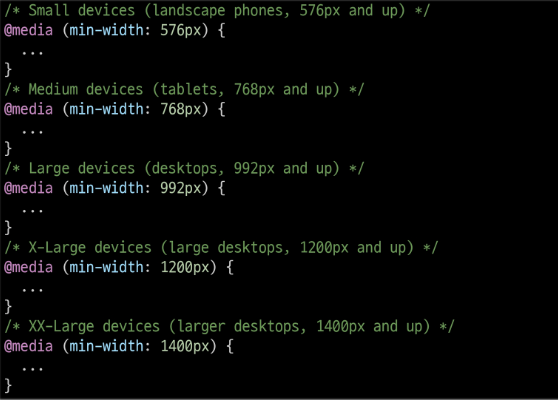 /* Small devices (landscape phones, 576px and up) */
@media (min-width: 576px) {
  ...
}
/* Medium devices (tablets, 768px and up) */
@media (min-width: 768px) {
  ...
}
/* Large devices (desktops, 992px and up) */
@media (min-width: 992px) {
  ...
}
/* X-Large devices (large desktops, 1200px and up) */
@media (min-width: 1200px) {
  ...
}
/* XX-Large devices (larger desktops, 1400px and up) */
@media (min-width: 1400px) {
  ...
}